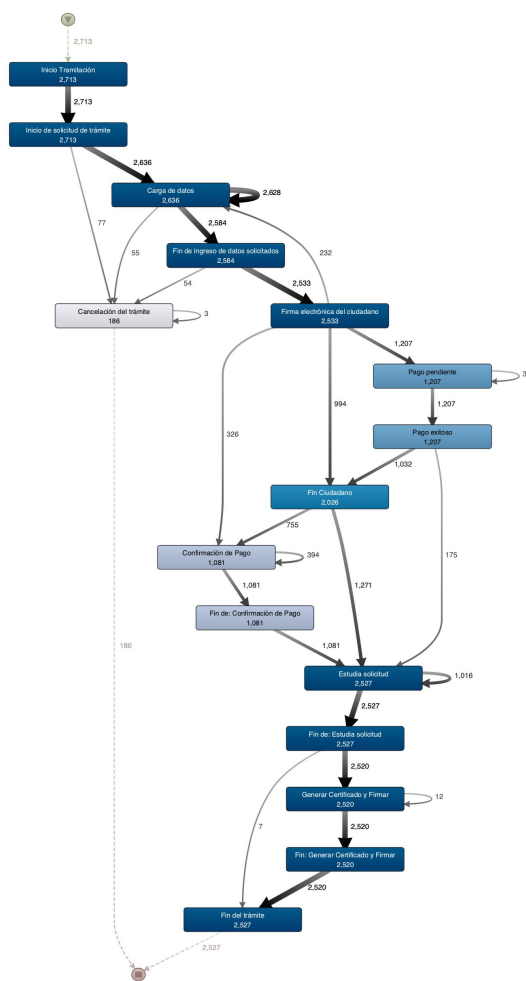 2,713
Inicio Tramitación
2,713
2,713
Inicio de solicitud de trámite
2,713
2,636
Carga de datos
2,636
2,628
77
55
2,584
232
Fin de ingreso de datos solicitados
2,584
54
2,533
Cancelación del trámite
186
3
Firma electrónica del ciudadano
2,533
1,207
Pago pendiente
1,207
326
994
1,207
Pago exitoso
1,207
1,032
Fin Ciudadano
2,026
755
Confirmación de Pago
1,081
394
175
1,081
1,271
Fin de: Confirmación de Pago
1,081
186
1,081
Estudia solicitud
2,527
1,016
2,527
Fin de: Estudia solicitud
2,527
2,520
Generar Certificado y Firmar
2,520
12
7
2,520
Fin: Generar Certificado y Firmar
2,520
2,520
Fin del trámite
2,527
2,527